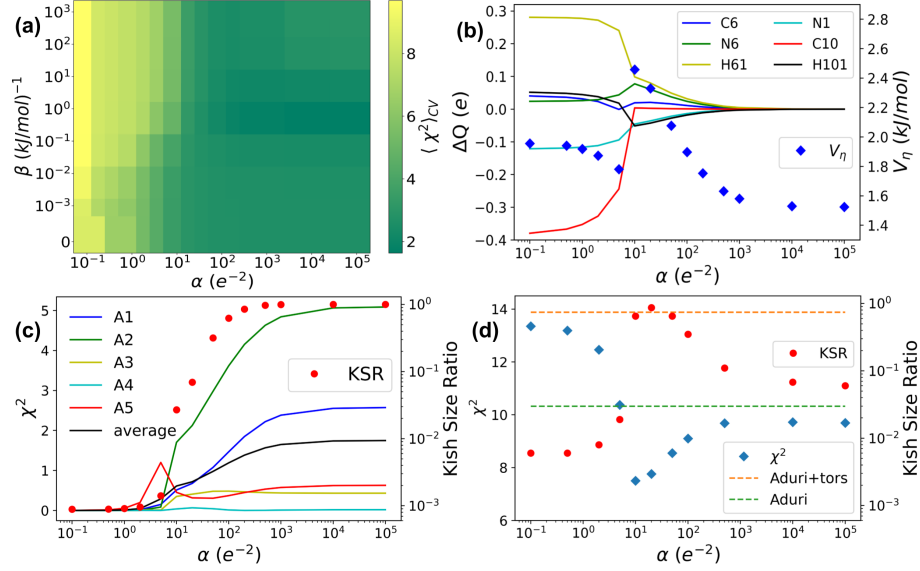 (a)
10³
10²
10¹
10⁰
10⁻¹
10⁻²
10⁻³
0
β (kJ/mol)⁻¹
10⁻¹ 10⁰ 10¹ 10² 10³ 10⁴ 10⁵
α (e⁻²)
8
6
4
2
⟨ χ² ⟩CV
(b)
0.3
0.2
0.1
0.0
−0.1
−0.2
−0.3
−0.4
ΔQ (e)
C6
N6
H61
N1
C10
H101
Vη
2.8
2.6
2.4
2.2
2.0
1.8
1.6
1.4
Vη (kJ/mol)
10⁻¹ 10⁰ 10¹ 10² 10³ 10⁴ 10⁵
α (e⁻²)
(c)
5
4
3
2
1
0
χ²
A1
A2
A3
A4
A5
average
KSR
10⁰
10⁻¹
10⁻²
10⁻³
Kish Size Ratio
10⁻¹ 10⁰ 10¹ 10² 10³ 10⁴ 10⁵
α (e⁻²)
(d)
14
12
10
8
6
χ²
KSR
χ²
Aduri+tors
Aduri
10⁰
10⁻¹
10⁻²
10⁻³
Kish Size Ratio
10⁻¹ 10⁰ 10¹ 10² 10³ 10⁴ 10⁵
α (e⁻²)